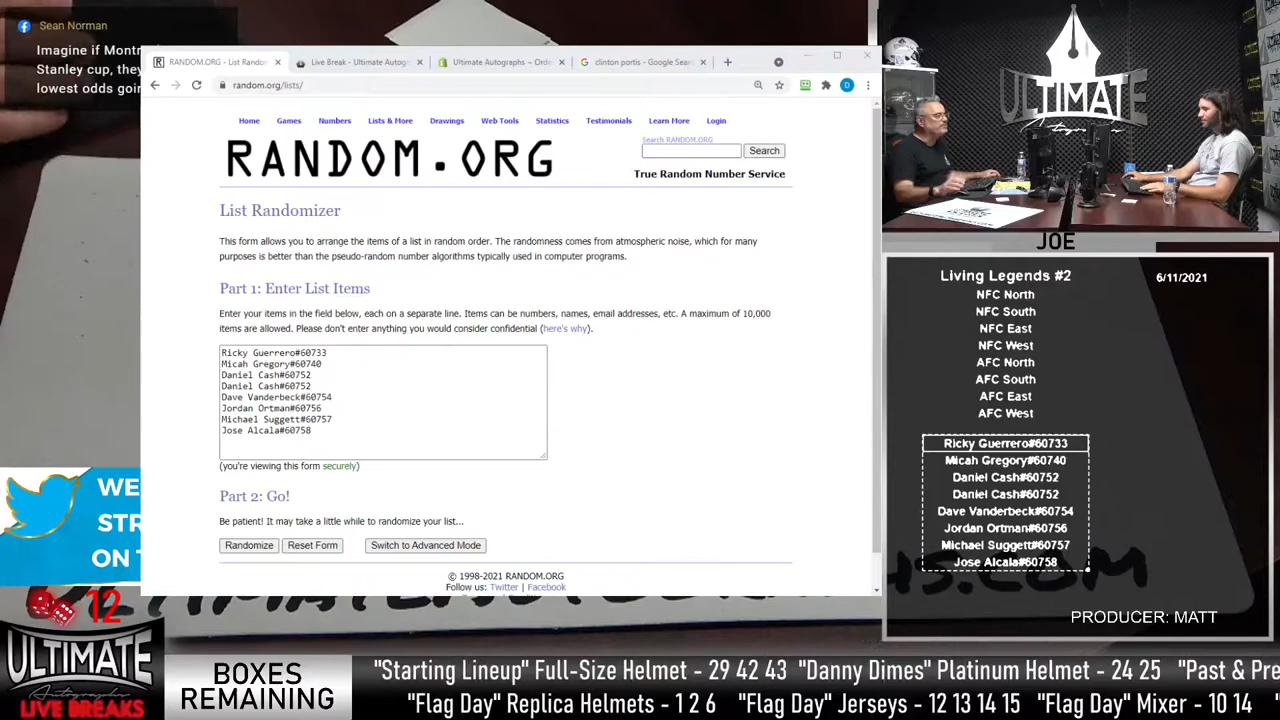 Sean Norman
Imagine if Montr
Stanley cup, they
lowest odds goin
RANDOM.ORG - List Random
Live Break - Ultimate Autog
Ultimate Autographs ~ Orde
clinton portis - Google Sear
random.org/lists/
Home Games Numbers Lists & More Drawings Web Tools Statistics Testimonials Learn More Login
RANDOM.ORG
Search RANDOM.ORG
Search
True Random Number Service
List Randomizer
This form allows you to arrange the items of a list in random order. The randomness comes from atmospheric noise, which for many
purposes is better than the pseudo-random number algorithms typically used in computer programs.
Part 1: Enter List Items
Enter your items in the field below, each on a separate line. Items can be numbers, names, email addresses, etc. A maximum of 10,000
items are allowed. Please don't enter anything you would consider confidential (here's why).
Ricky Guerrero#60733
Micah Gregory#60740
Daniel Cash#60752
Daniel Cash#60752
Dave Vanderbeck#60754
Jordan Ortman#60756
Michael Suggett#60757
Jose Alcala#60758
(you're viewing this form securely)
Part 2: Go!
Be patient! It may take a little while to randomize your list...
Randomize Reset Form Switch to Advanced Mode
© 1998-2021 RANDOM.ORG
Follow us: Twitter | Facebook
ULTIMATE
JOE
Living Legends #2 6/11/2021
NFC North
NFC South
NFC East
NFC West
AFC North
AFC South
AFC East
AFC West
Ricky Guerrero#60733
Micah Gregory#60740
Daniel Cash#60752
Daniel Cash#60752
Dave Vanderbeck#60754
Jordan Ortman#60756
Michael Suggett#60757
Jose Alcala#60758
PRODUCER: MATT
WE
STR
ON T
12
ULTIMATE
Autographs
LIVE BREAKS
BOXES
REMAINING
"Starting Lineup" Full-Size Helmet - 29 42 43 "Danny Dimes" Platinum Helmet - 24 25 "Past & Pre
"Flag Day" Replica Helmets - 1 2 6 "Flag Day" Jerseys - 12 13 14 15 "Flag Day" Mixer - 10 14